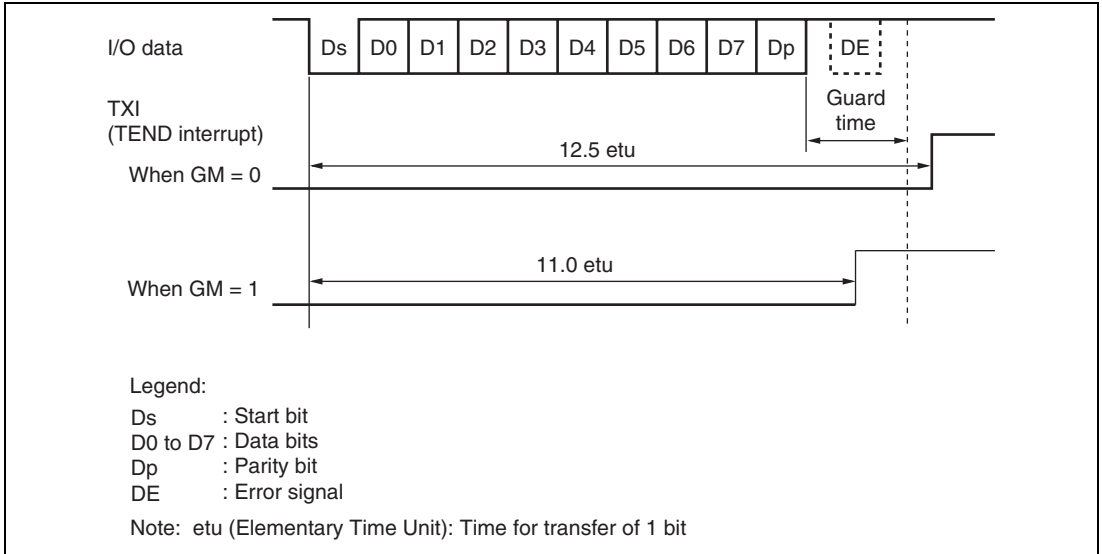 I/O data
Ds D0 D1 D2 D3 D4 D5 D6 D7 Dp DE
Guard
time
TXI
(TEND interrupt)
12.5 etu
When GM = 0
11.0 etu
When GM = 1
Legend:
Ds : Start bit
D0 to D7 : Data bits
Dp : Parity bit
DE : Error signal
Note: etu (Elementary Time Unit): Time for transfer of 1 bit